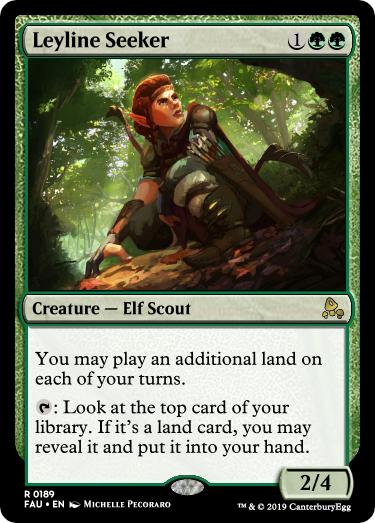 Leyline Seeker 1
Creature — Elf Scout
You may play an additional land on
each of your turns.
: Look at the top card of your
library. If it's a land card, you may
reveal it and put it into your hand.
2/4
R 0189
FAU • EN Michelle Pecoraro
™ & © 2019 CanterburyEgg